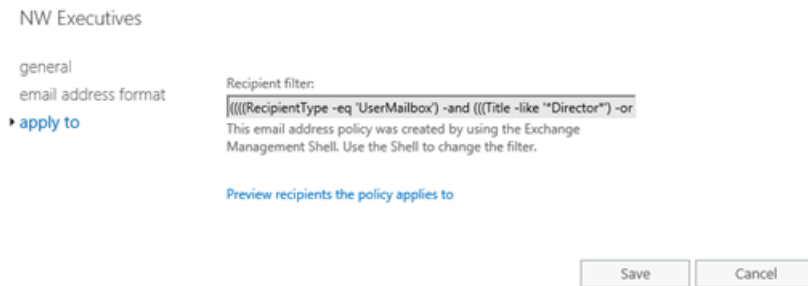 NW Executives
general
email address format
apply to
Recipient filter:
((((RecipientType -eq 'UserMailbox') -and (((Title -like '*Director*') -or
This email address policy was created by using the Exchange
Management Shell. Use the Shell to change the filter.
Preview recipients the policy applies to
Save
Cancel